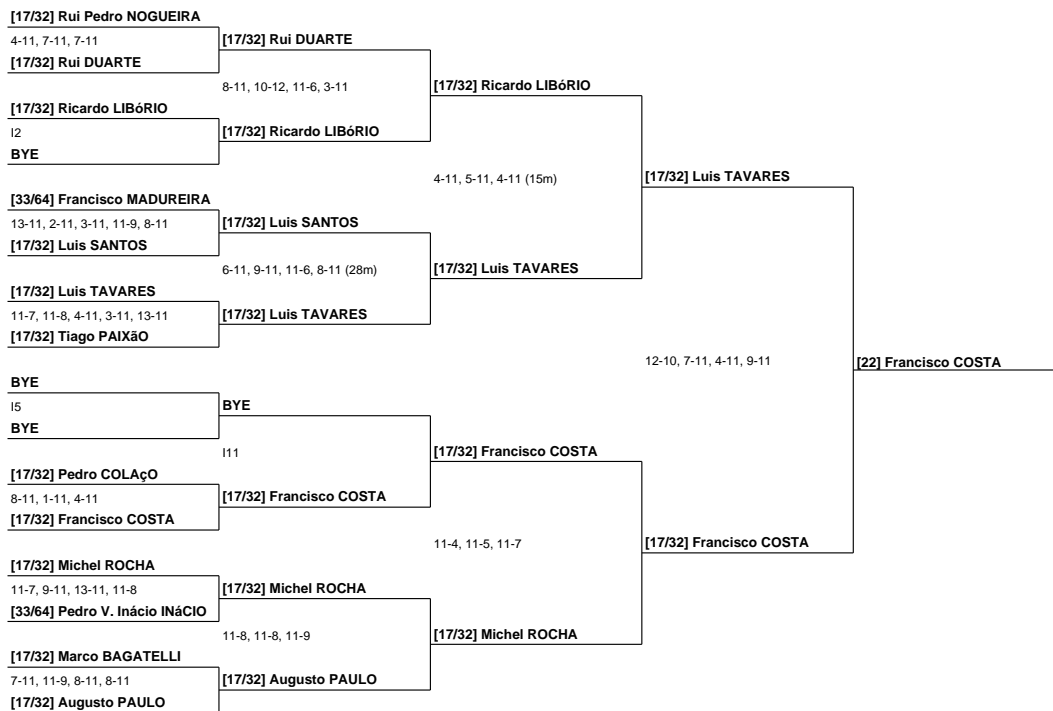 [17/32] Rui Pedro NOGUEIRA
4-11, 7-11, 7-11
[17/32] Rui DUARTE
[17/32] Ricardo LIBóRIO
I2
BYE
[33/64] Francisco MADUREIRA
13-11, 2-11, 3-11, 11-9, 8-11
[17/32] Luis SANTOS
[17/32] Luis TAVARES
11-7, 11-8, 4-11, 3-11, 13-11
[17/32] Tiago PAIXãO
BYE
I5
BYE
[17/32] Pedro COLAçO
8-11, 1-11, 4-11
[17/32] Francisco COSTA
[17/32] Michel ROCHA
11-7, 9-11, 13-11, 11-8
[33/64] Pedro V. Inácio INáCIO
[17/32] Marco BAGATELLI
7-11, 11-9, 8-11, 8-11
[17/32] Augusto PAULO
[17/32] Rui DUARTE
8-11, 10-12, 11-6, 3-11
[17/32] Ricardo LIBóRIO
[17/32] Luis SANTOS
6-11, 9-11, 11-6, 8-11 (28m)
[17/32] Luis TAVARES
BYE
I11
[17/32] Francisco COSTA
[17/32] Michel ROCHA
11-8, 11-8, 11-9
[17/32] Augusto PAULO
[17/32] Ricardo LIBóRIO
4-11, 5-11, 4-11 (15m)
[17/32] Luis TAVARES
[17/32] Francisco COSTA
11-4, 11-5, 11-7
[17/32] Michel ROCHA
[17/32] Luis TAVARES
12-10, 7-11, 4-11, 9-11
[17/32] Francisco COSTA
[22] Francisco COSTA